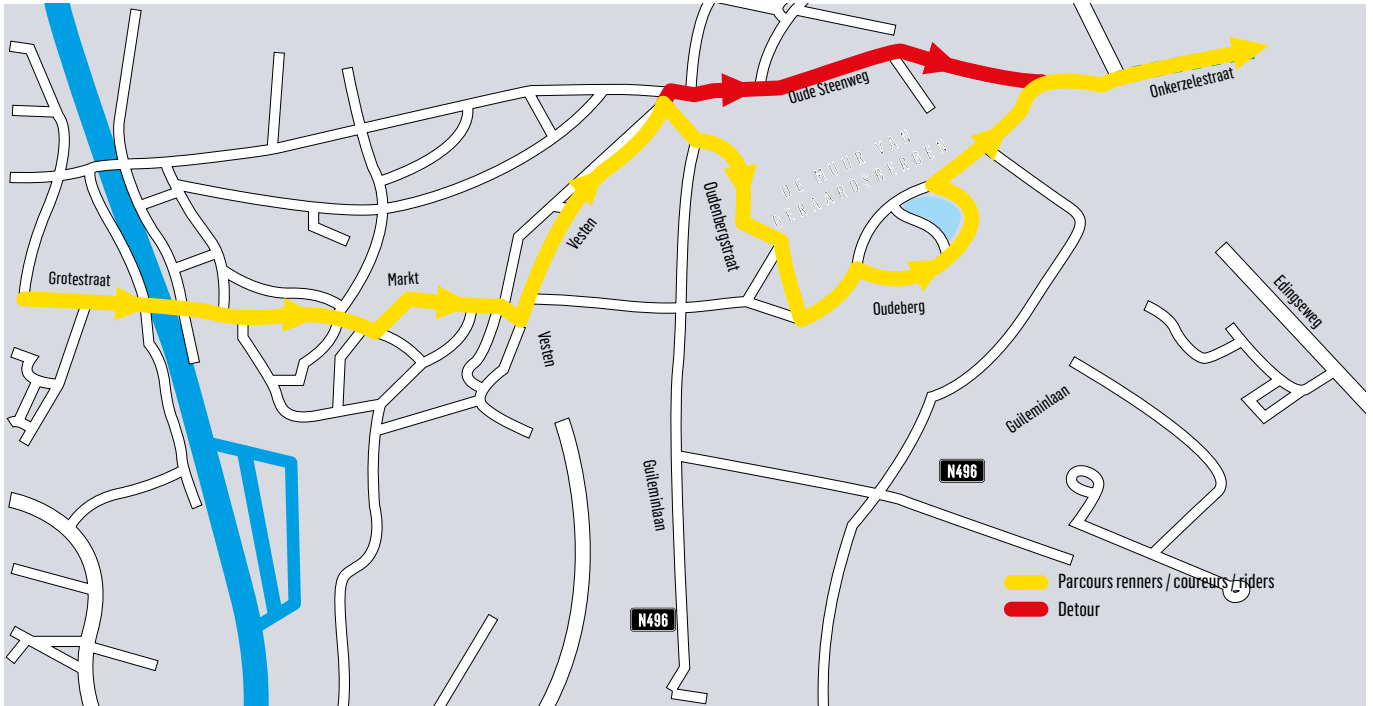 Oude Steenweg
Onkerzelestraat
DE MUUR VAN
GERAARDSBERGEN
Oudenbergstraat
Vesten
Grotestraat
Markt
Oudeberg
Edingseweg
Vesten
Guileminlaan
Guileminlaan
N496
N496
Parcours renners / coureurs / riders
Detour